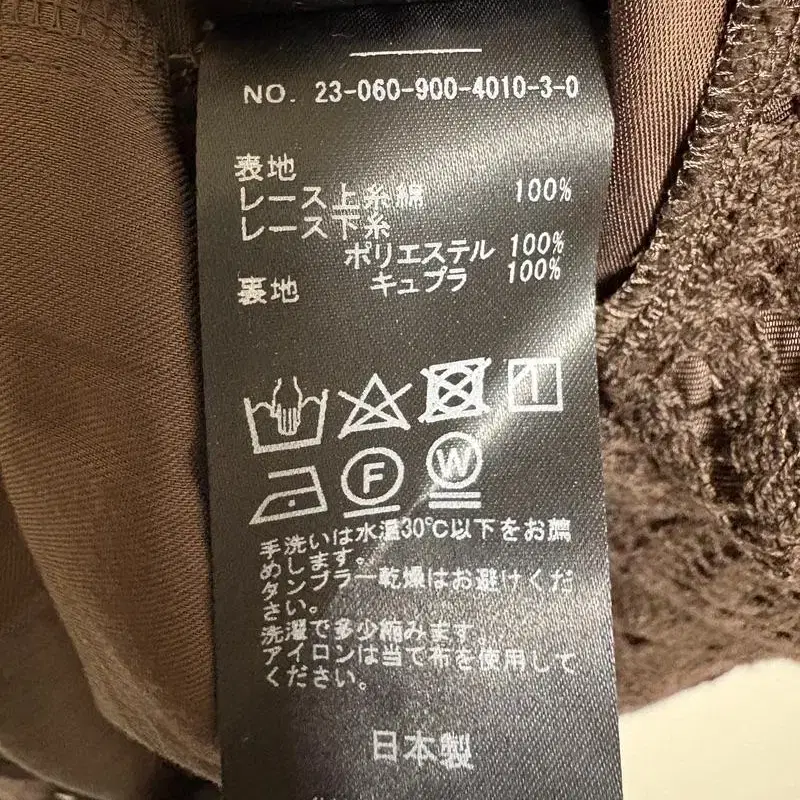 NO. 23-060-900-4010-3-0
表地
レース上糸綿 100%
レース下糸
ポリエステル 100%
裏地 キュプラ 100%
F W
手洗いは水温30℃以下をお薦
めします。
タンブラー乾燥はお避けくだ
さい。
洗濯で多少縮みます。
アイロンは当て布を使用して
ください。
日本製